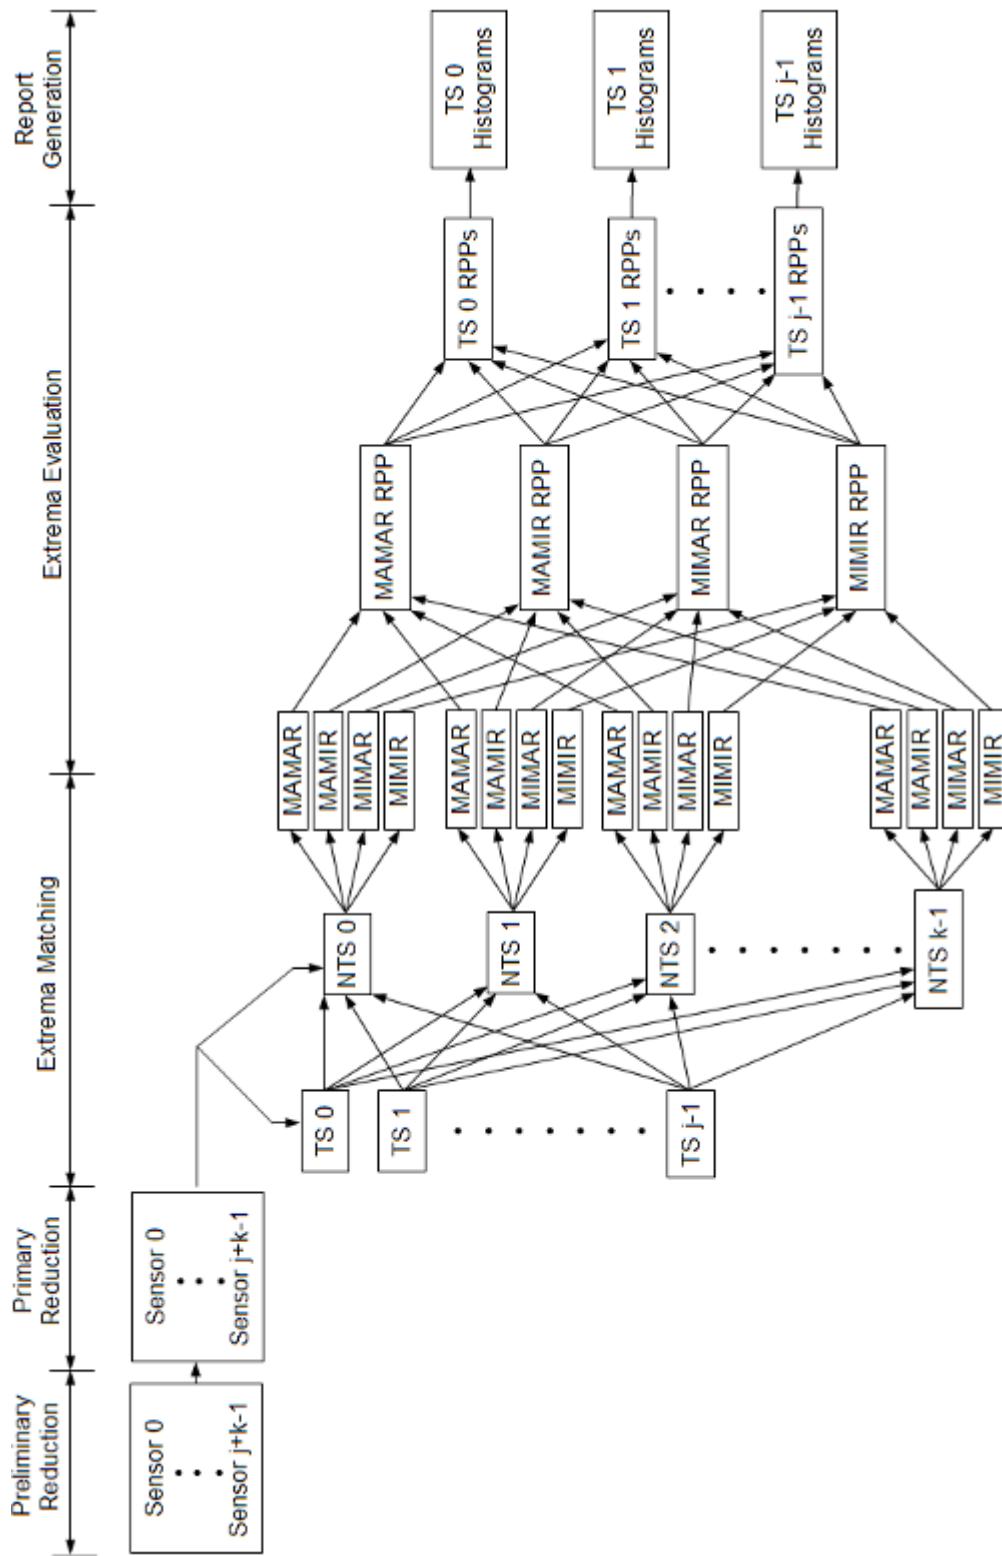 Preliminary
Reduction
Primary
Reduction
Extrema Matching
Extrema Evaluation
Report
Generation
Sensor 0
Sensor j+k-1
Sensor 0
Sensor j+k-1
TS 0
TS 1
TS j-1
NTS 0
NTS 1
NTS 2
NTS k-1
MAMAR
MAMIR
MIMAR
MIMIR
MAMAR
MAMIR
MIMAR
MIMIR
MAMAR
MAMIR
MIMAR
MIMIR
MAMAR
MAMIR
MIMAR
MIMIR
MAMAR RPP
MAMIR RPP
MIMAR RPP
MIMIR RPP
TS 0 RPPs
TS 1 RPPs
TS j-1 RPPs
TS 0
Histograms
TS 1
Histograms
TS j-1
Histograms